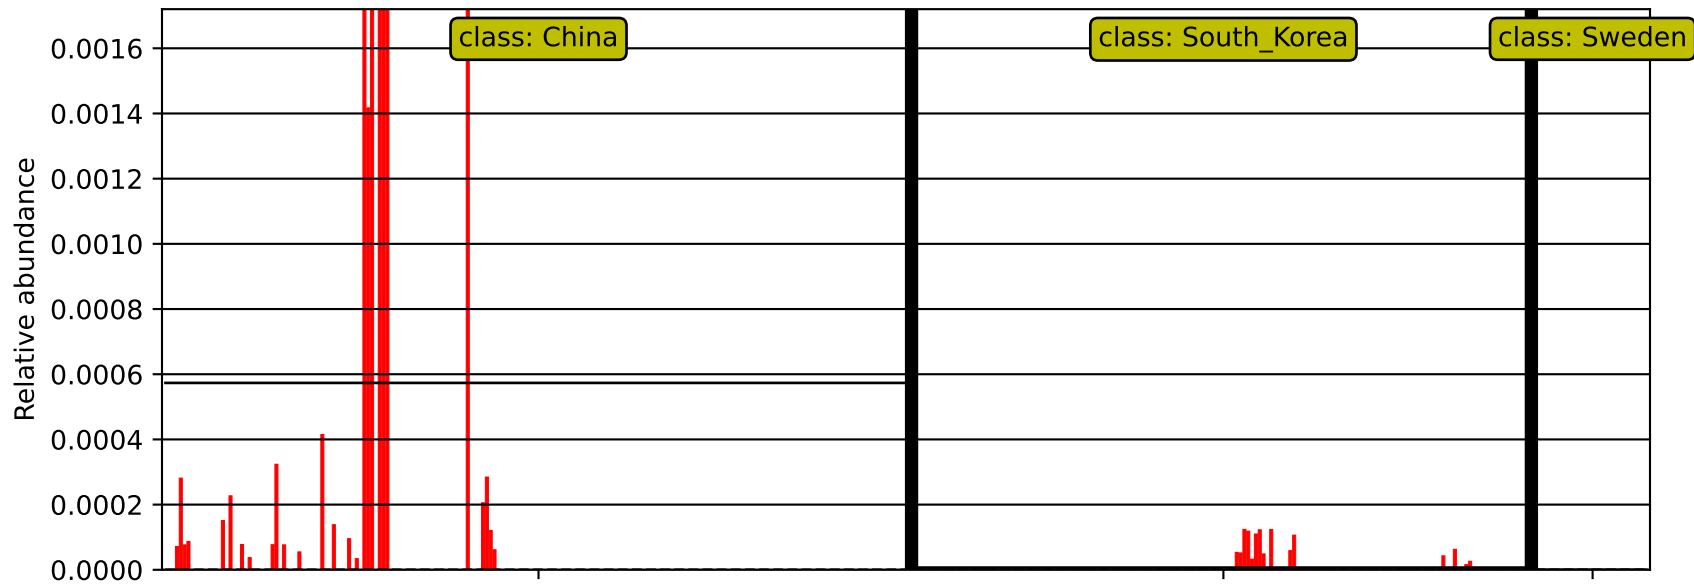 class: China
class: South_Korea
class: Sweden
Relative abundance
0.0016
0.0014
0.0012
0.0010
0.0008
0.0006
0.0004
0.0002
0.0000